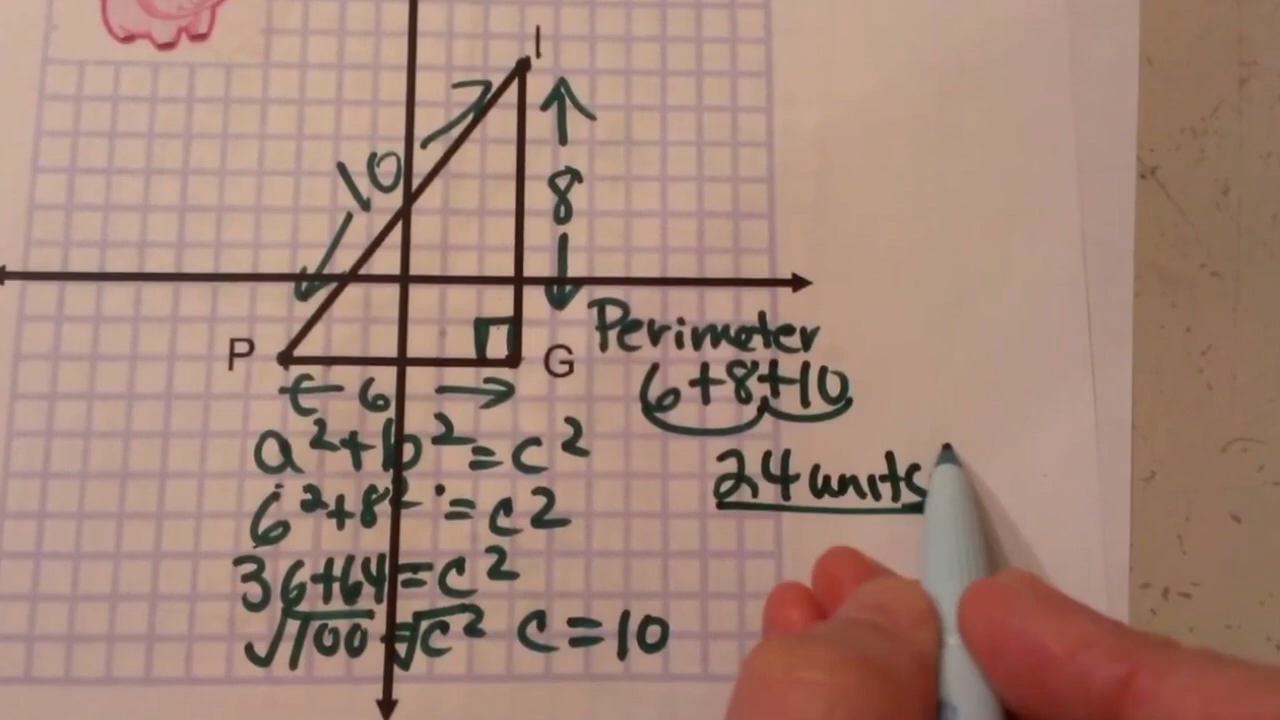 I
10
8
P
G
6
Perimeter
6+8+10
24 units
a²+b²=c²
6²+8²=c²
36+64=c²
√100=√c² c=10